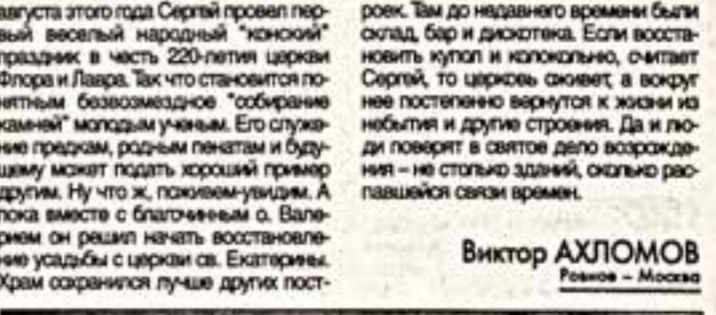 августа этого года Сергей провел пер-
вый веселый народный "конский"
праздник в честь 220-летия церкви
Флора и Лавра. Так что становится по-
нятным безвозмездное "собирание
камней" молодым ученым. Его служе-
ние предкам, родным пенатам и буду-
щему может подать хороший пример
другим. Ну что ж, поживем-увидим. А
пока вместе с благочинным о. Вале-
рием он решил начать восстановле-
ние усадьбы с церкви св. Екатерины.
Храм сохранился лучше других пост-
роек. Там до недавнего времени были
склад, бар и дискотека. Если восста-
новить купол и колокольню, считает
Сергей, то церковь оживет, а вокруг
нее постепенно вернутся к жизни из
небытия и другие строения. Да и лю-
ди поверят в святое дело возрожде-
ния – не столько зданий, сколько рас-
павшейся связи времен.
Виктор АХЛОМОВ
Ровное – Москва